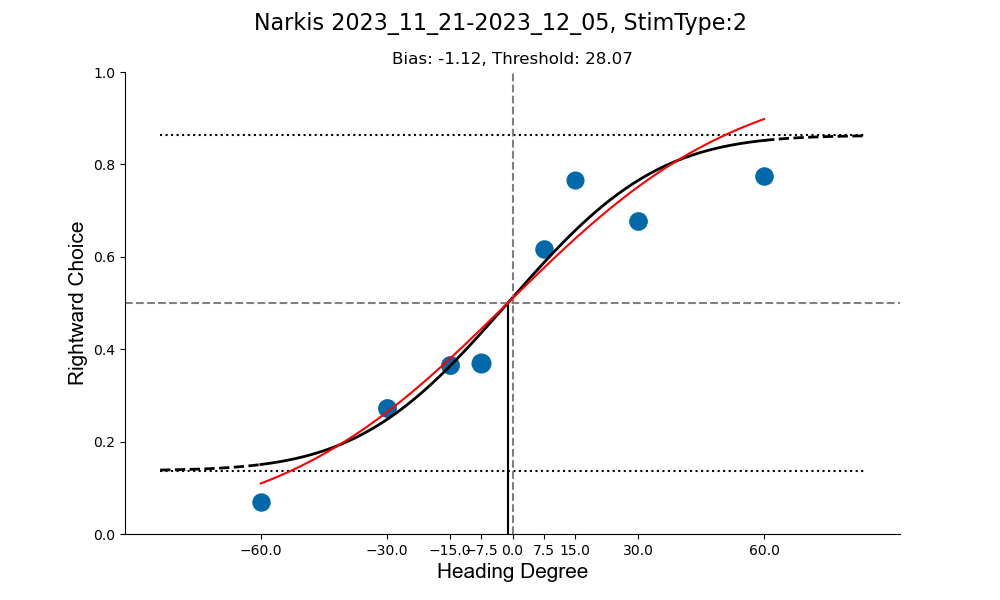 Narkis 2023_11_21-2023_12_05, StimType:2
Bias: -1.12, Threshold: 28.07
1.0
0.8
0.6
0.4
0.2
0.0
Rightward Choice
−60.0 −30.0 −15.0 −7.5 0.0 7.5 15.0 30.0 60.0
Heading Degree